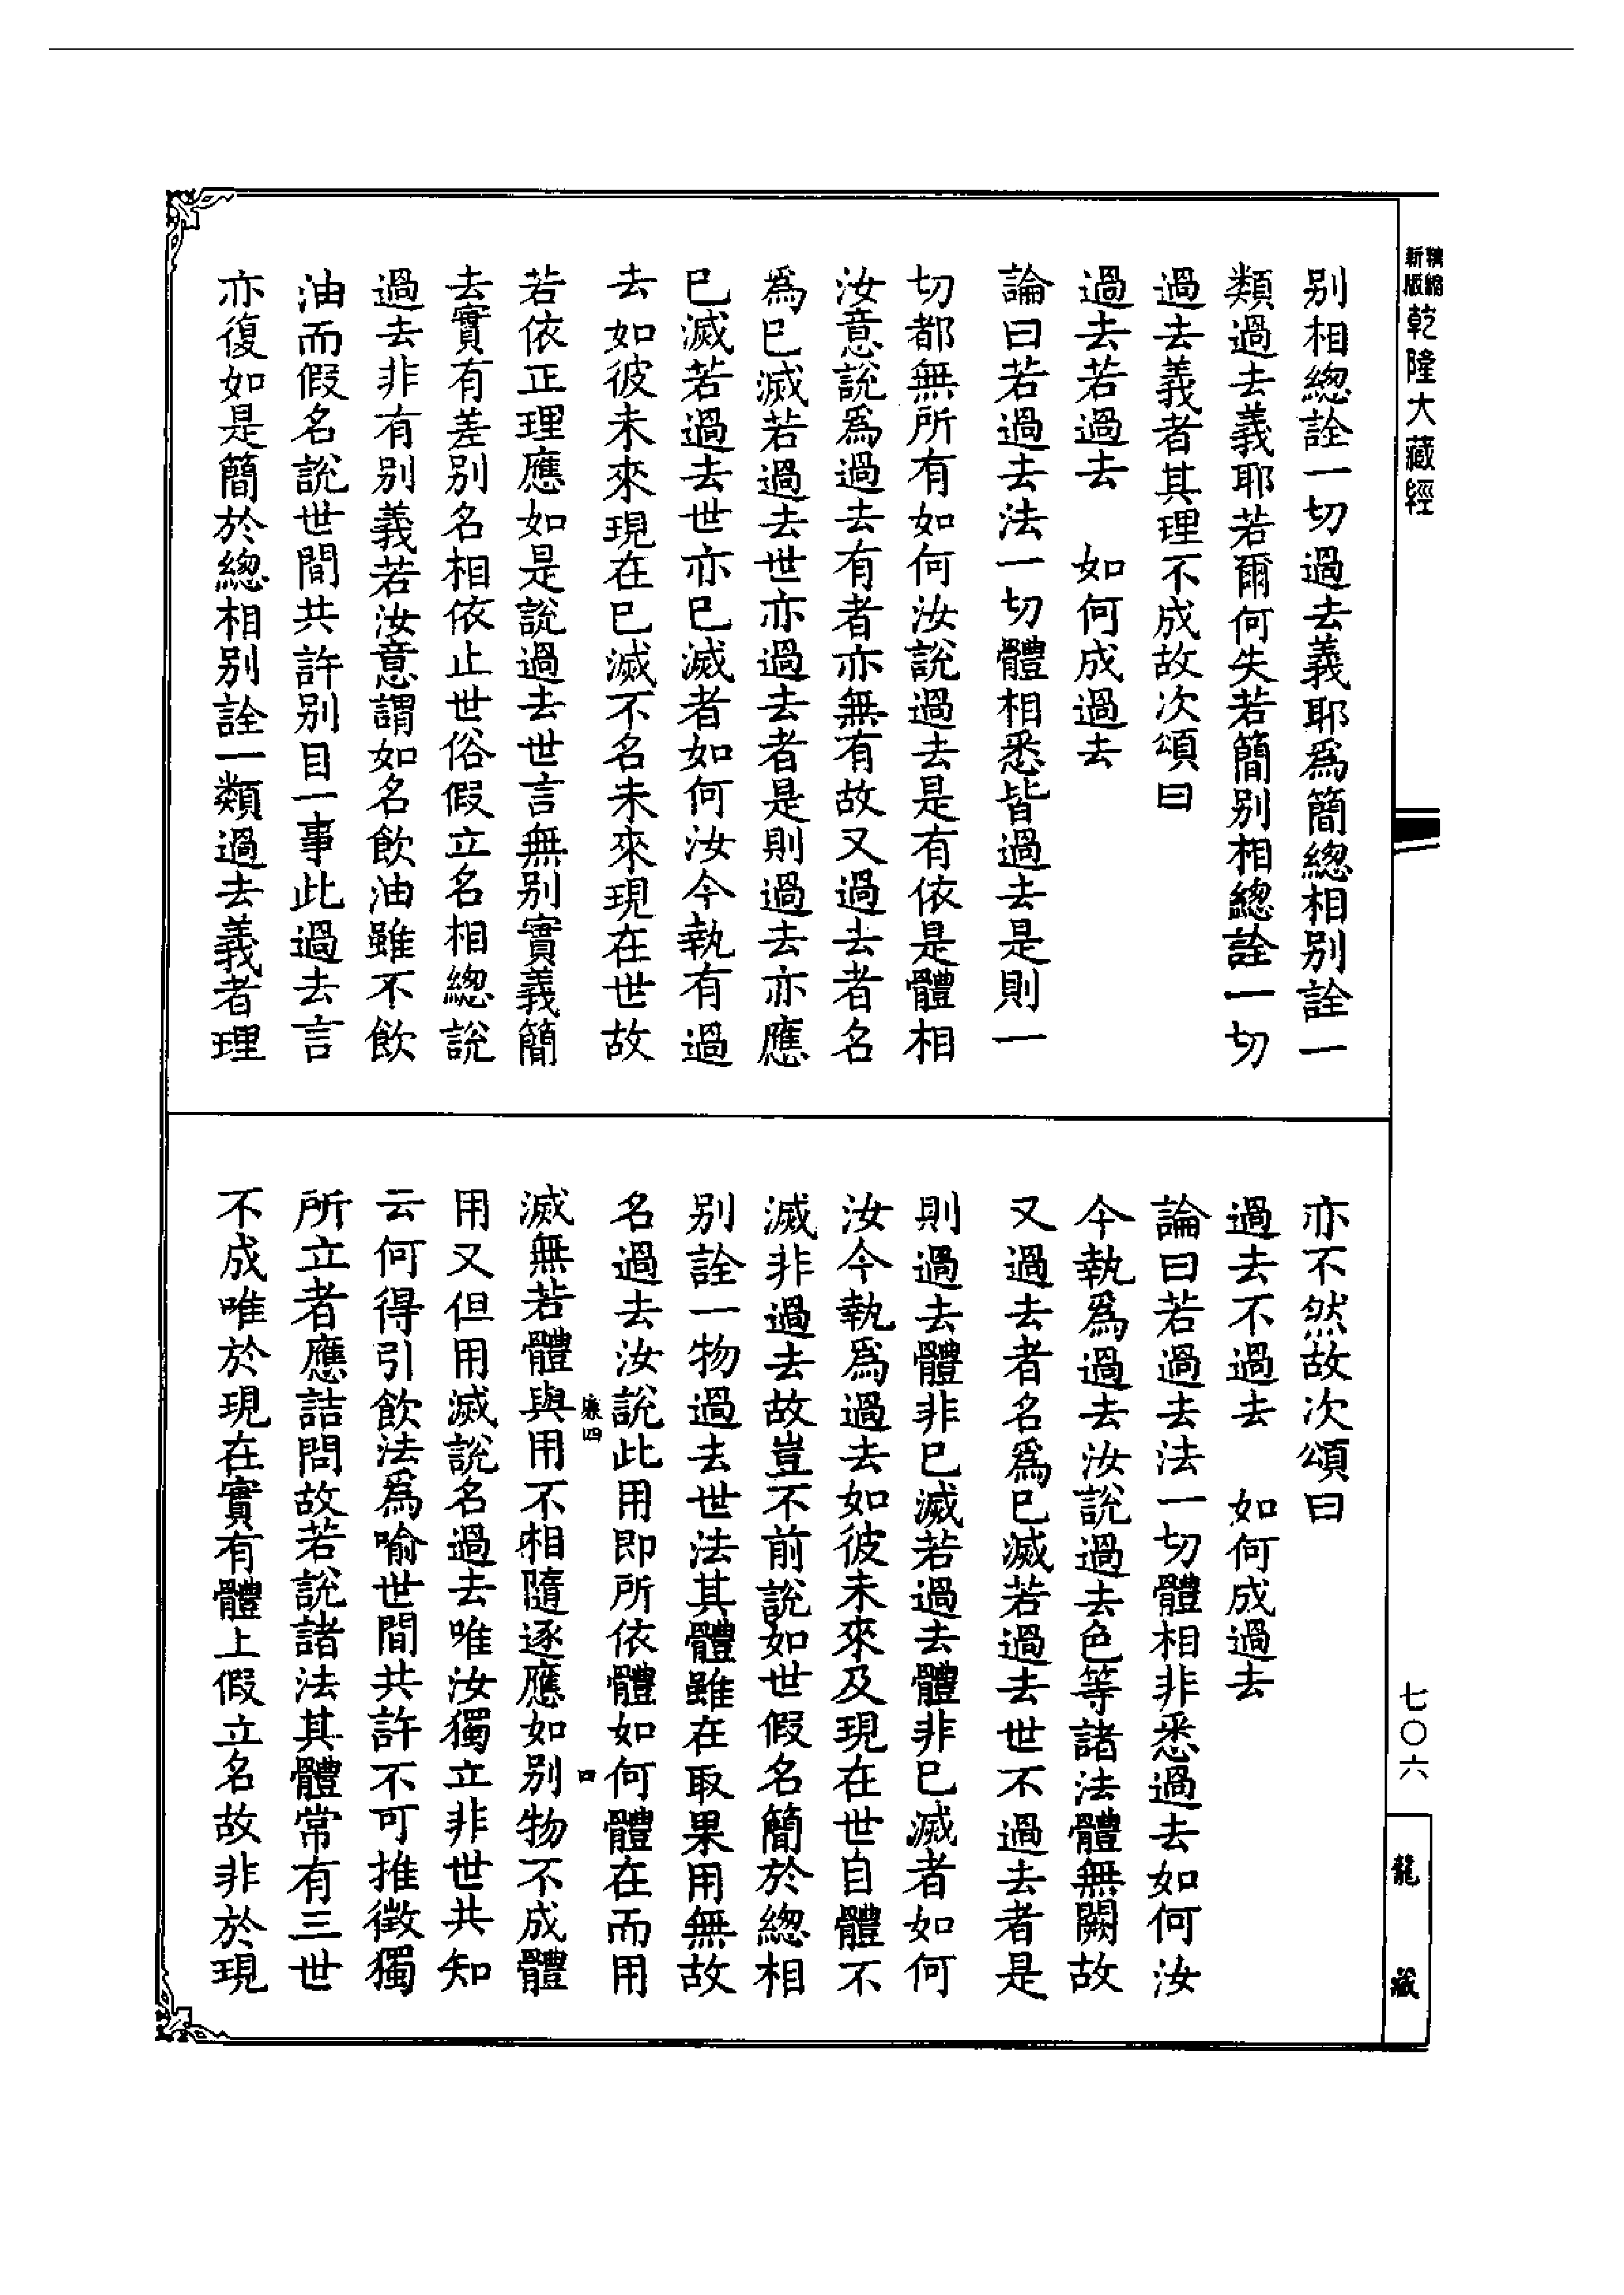 新版精縮乾隆大藏經
别相總詮一切過去義耶爲簡總相别詮一
類過去義耶若爾何失若簡别相總詮一切
過去義者其理不成故次頌曰
過去若過去　如何成過去
論曰若過去法一切體相悉皆過去是則一
切都無所有如何汝說過去是有依是體相
汝意說爲過去有者亦無有故又過去者名
爲已滅若過去世亦過去者是則過去亦應
已滅若過去世亦已滅者如何汝今執有過
去如彼未來現在已滅不名未來現在世故
若依正理應如是說過去世言無别實義簡
去實有差别名相依止世俗假立名相總說
過去非有别義若汝意謂如名飲油雖不飲
油而假名說世間共許别目一事此過去言
亦復如是簡於總相别詮一類過去義者理
亦不然故次頌曰
過去不過去　如何成過去
論曰若過去法一切體相非悉過去如何汝
今執爲過去汝說過去色等諸法體無闕故
又過去者名爲已滅若過去世不過去者是
則過去體非已滅若過去體非已滅者如何
汝今執爲過去如彼未來及現在世自體不
滅非過去故豈不前說如世假名簡於總相
别詮一物過去世法其體雖在取果用無故
名過去汝說此用即所依體如何體在而用
廉四　四
滅無若體與用不相隨逐應如别物不成體
用又但用滅說名過去唯汝獨立非世共知
云何得引飲法爲喻世間共許不可推徵獨
所立者應詰問故若說諸法其體常有三世
不成唯於現在實有體上假立名故非於現
七〇六
龍藏